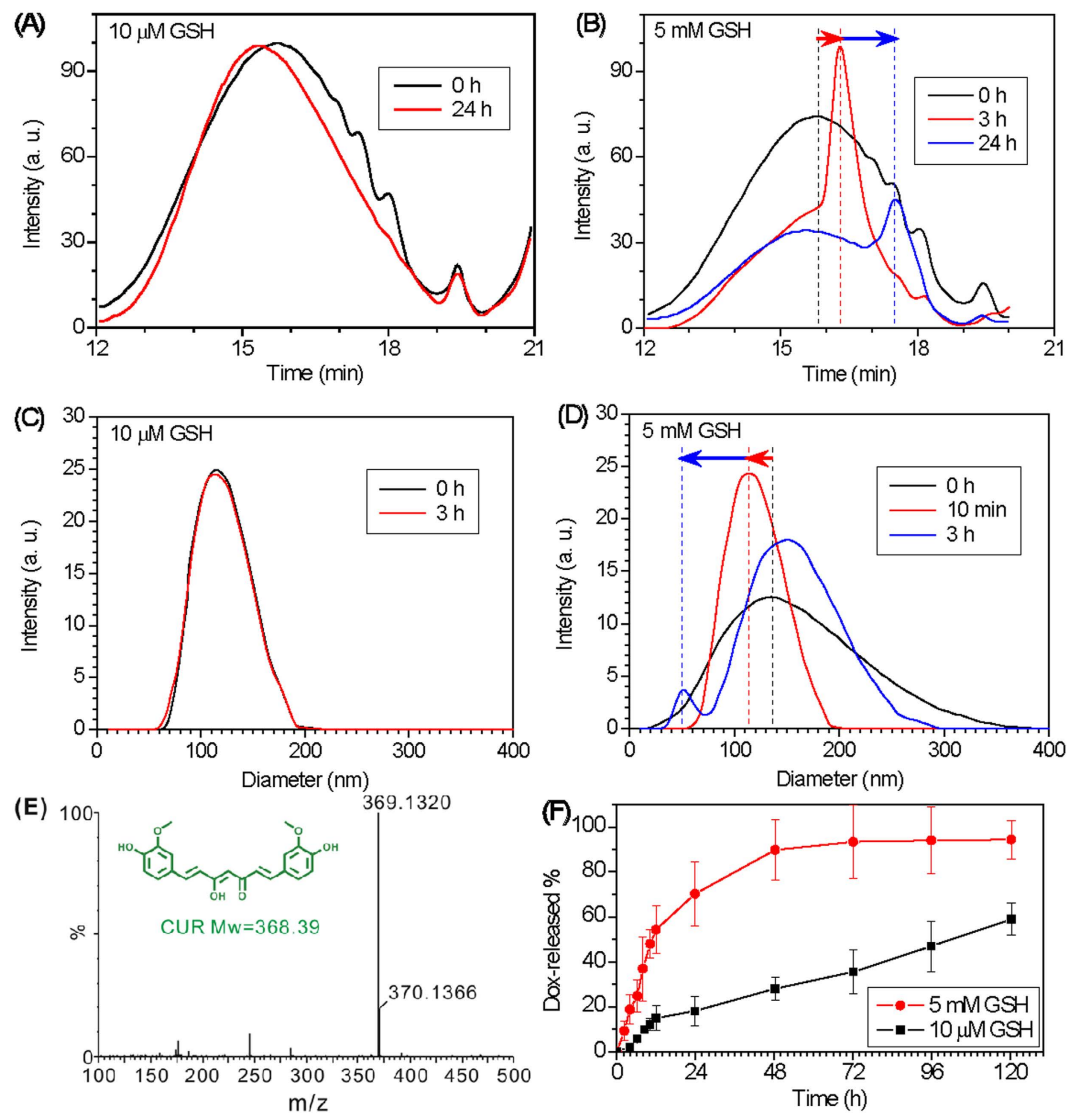 (A)
10 μM GSH
0 h
24 h
Intensity (a. u.)
90
60
30
0
12
15
18
21
Time (min)
(B)
5 mM GSH
0 h
3 h
24 h
Intensity (a. u.)
90
60
30
0
12
14
16
18
21
Time (min)
(C)
10 μM GSH
0 h
3 h
Intensity (a. u.)
30
25
20
15
10
5
0
0
100
200
300
400
Diameter (nm)
(D)
5 mM GSH
0 h
10 min
3 h
Intensity (a. u.)
30
25
20
15
10
5
0
0
100
200
300
400
Diameter (nm)
(E)
100
%
0
369.1320
370.1366
HO
O
OH
O
O
OH
CUR Mw=368.39
100
150
200
250
300
350
400
450
500
m/z
(F)
Dox-released %
100
80
60
40
20
0
5 mM GSH
10 μM GSH
0
24
48
72
96
120
Time (h)